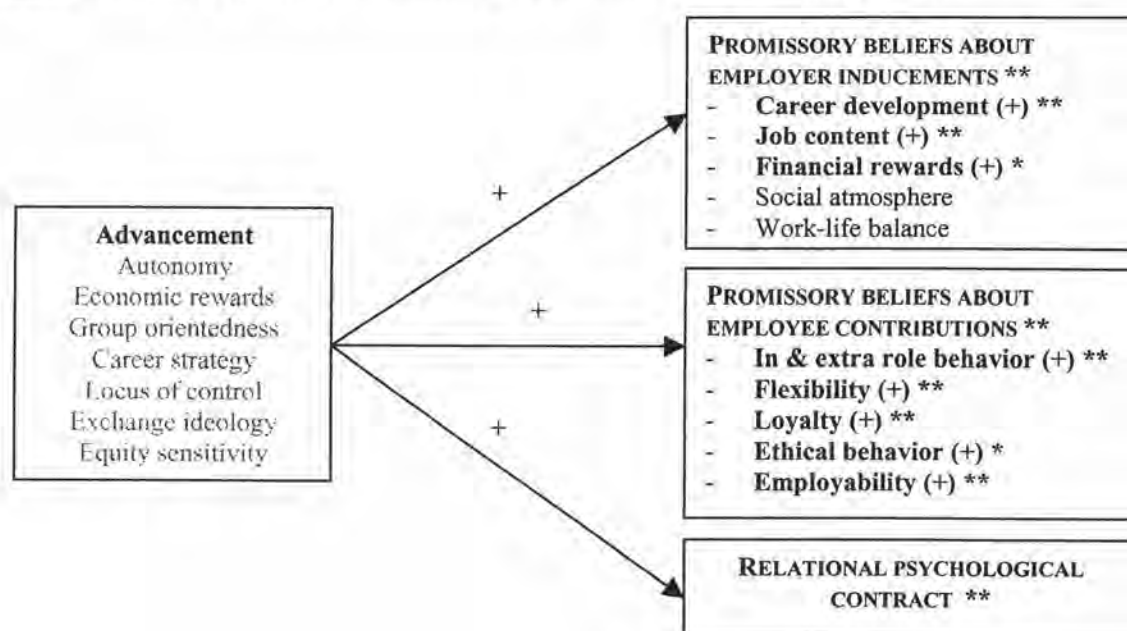 PROMISSORY BELIEFS ABOUT
EMPLOYER INDUCEMENTS **
- Career development (+) **
- Job content (+) **
- Financial rewards (+) *
- Social atmosphere
- Work-life balance
+
Advancement
Autonomy
Economic rewards
Group orientedness
Career strategy
Locus of control
Exchange ideology
Equity sensitivity
+
PROMISSORY BELIEFS ABOUT
EMPLOYEE CONTRIBUTIONS **
- In & extra role behavior (+) **
- Flexibility (+) **
- Loyalty (+) **
- Ethical behavior (+) *
- Employability (+) **
+
RELATIONAL PSYCHOLOGICAL
CONTRACT **